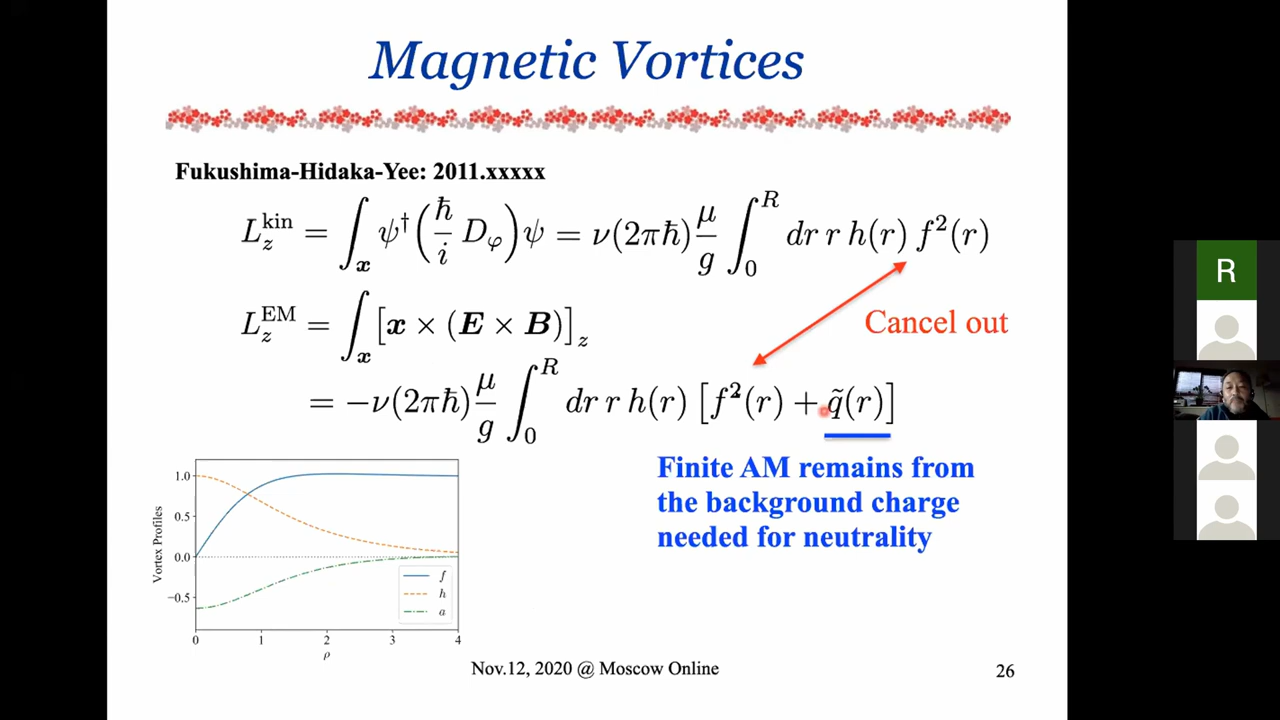 Magnetic Vortices
Fukushima-Hidaka-Yee: 2011.xxxxx
L_z^kin = ∫_x ψ†(ħ/i D_φ)ψ = ν(2πħ) μ/g ∫_0^R dr r h(r) f²(r)
L_z^EM = ∫_x [x × (E × B)]_z
Cancel out
= −ν(2πħ) μ/g ∫_0^R dr r h(r) [f²(r) + q̃(r)]
Finite AM remains from
the background charge
needed for neutrality
Vortex Profiles
1.0
0.5
0.0
−0.5
f
h
a
0 1 2 3 4
ρ
Nov.12, 2020 @ Moscow Online
26
R